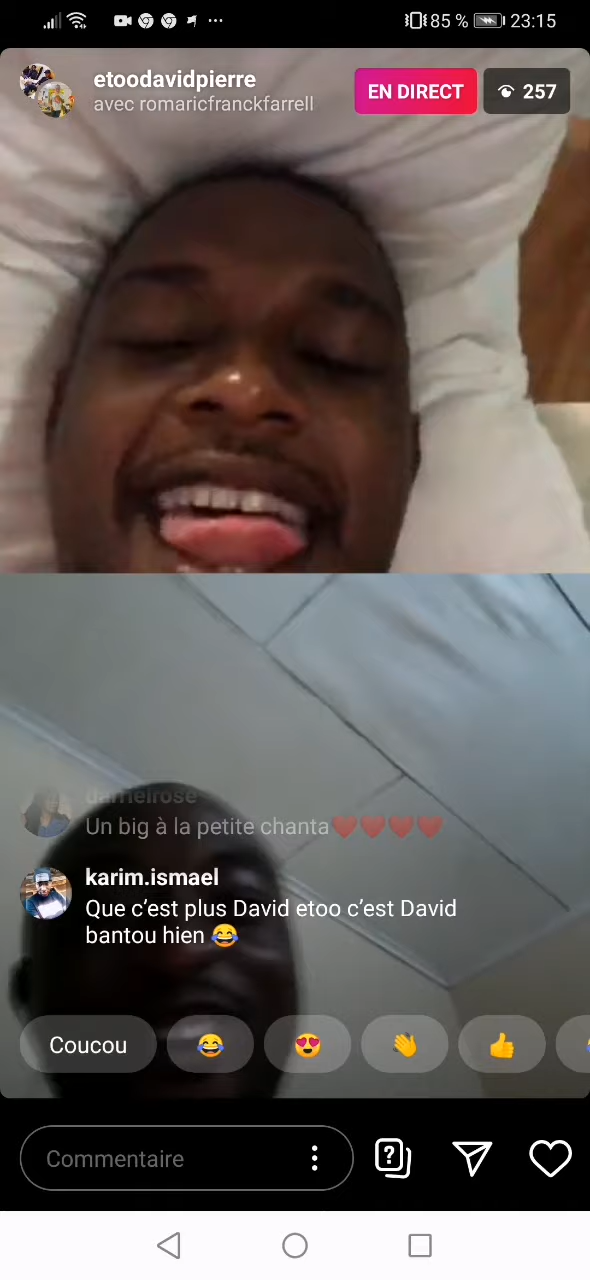 85 % 23:15
etoodavidpierre
avec romaricfranckfarrell
EN DIRECT
257
danielrose
Un big à la petite chanta❤️❤️❤️❤️
karim.ismael
Que c’est plus David etoo c’est David
bantou hien 😂
Coucou 😂 😍 👋 👍
Commentaire